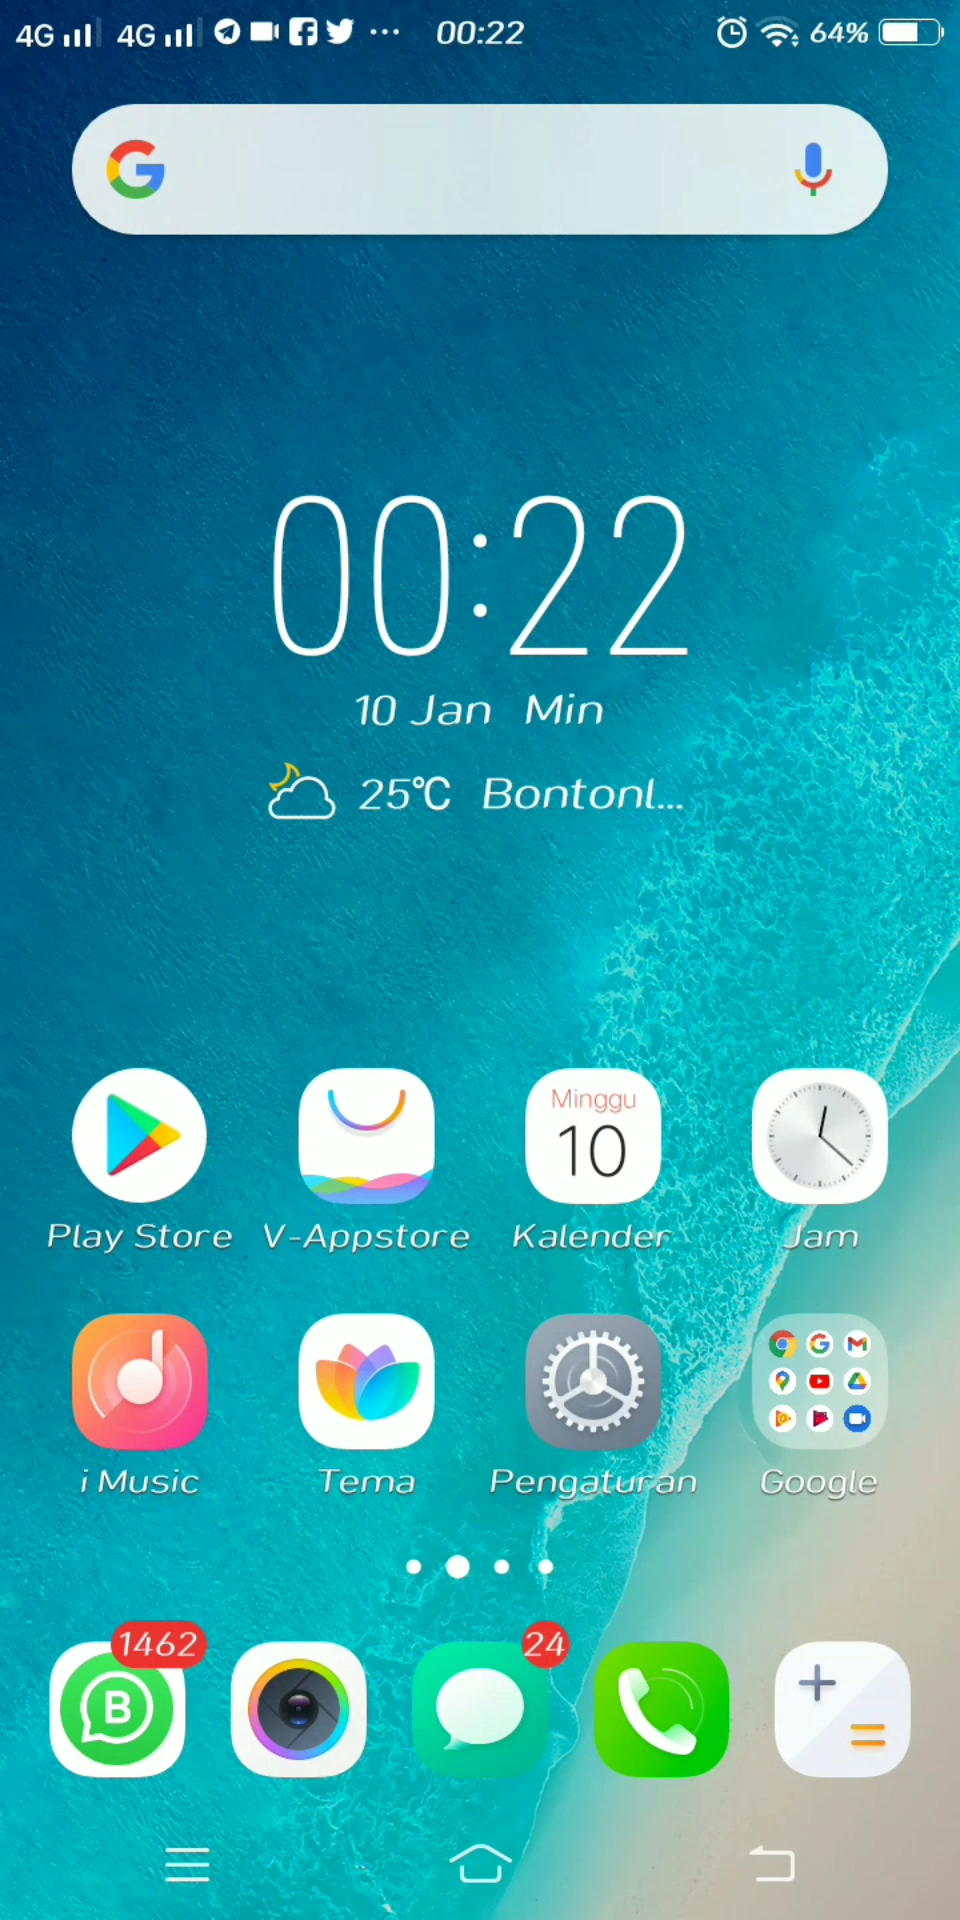 4G 4G 00:22 64%
00:22
10 Jan Min
25℃ Bontonl...
Minggu
10
Play Store V-Appstore Kalender Jam
i Music Tema Pengaturan Google
1462 24
B